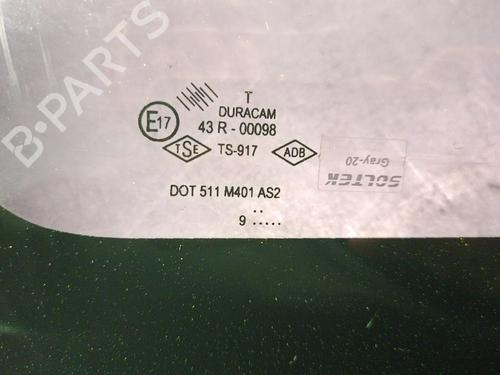 T
DURACAM
E17 43 R - 00098
TSE TS-917 ADB
DOT 511 M401 AS2
9 .......
SOLTEK
Gray-20
B-PARTS